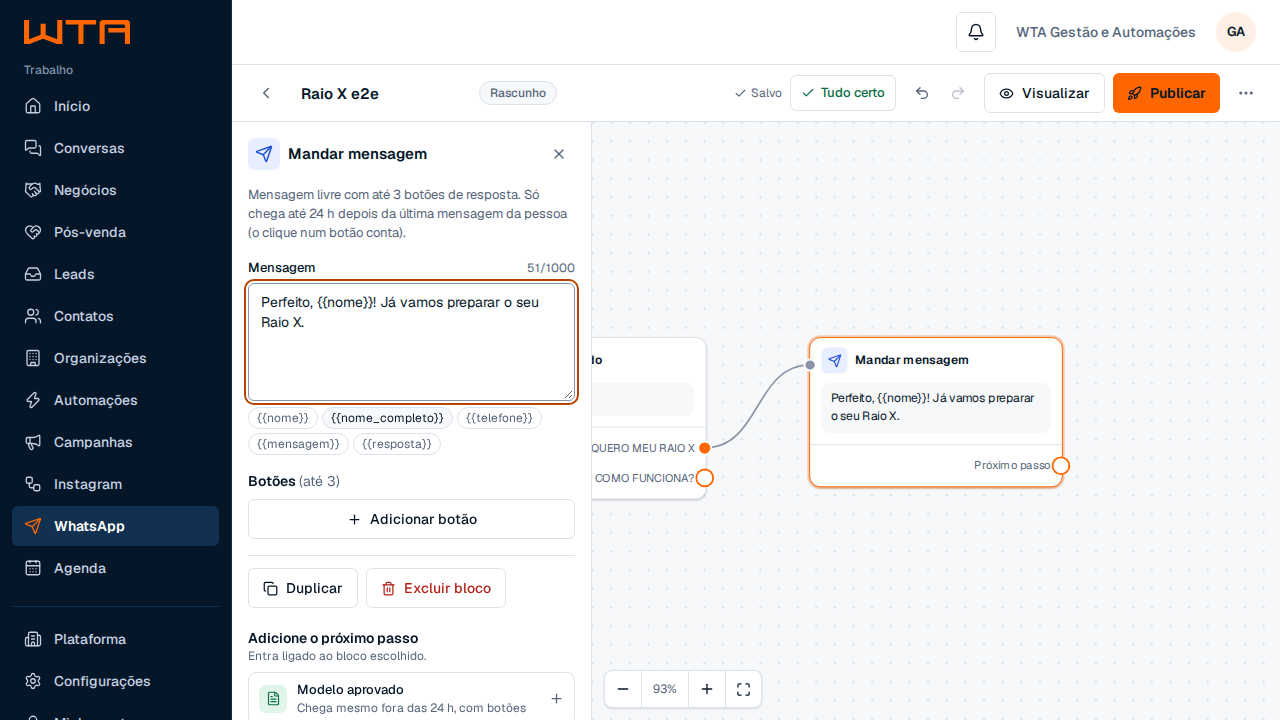 WTA
Trabalho
Início
Conversas
Negócios
Pós-venda
Leads
Contatos
Organizações
Automações
Campanhas
Instagram
WhatsApp
Agenda
Plataforma
Configurações
WTA Gestão e Automações
GA
Raio X e2e
Rascunho
Salvo
Tudo certo
Visualizar
Publicar
Mandar mensagem
Mensagem livre com até 3 botões de resposta. Só
chega até 24 h depois da última mensagem da pessoa
(o clique num botão conta).
Mensagem
51/1000
Perfeito, {{nome}}! Já vamos preparar o seu
Raio X.
{{nome}}
{{nome_completo}}
{{telefone}}
{{mensagem}}
{{resposta}}
Botões (até 3)
Adicionar botão
Duplicar
Excluir bloco
Adicione o próximo passo
Entra ligado ao bloco escolhido.
Modelo aprovado
Chega mesmo fora das 24 h, com botões
do
QUERO MEU RAIO X
COMO FUNCIONA?
Mandar mensagem
Perfeito, {{nome}}! Já vamos preparar
o seu Raio X.
Próximo passo
93%